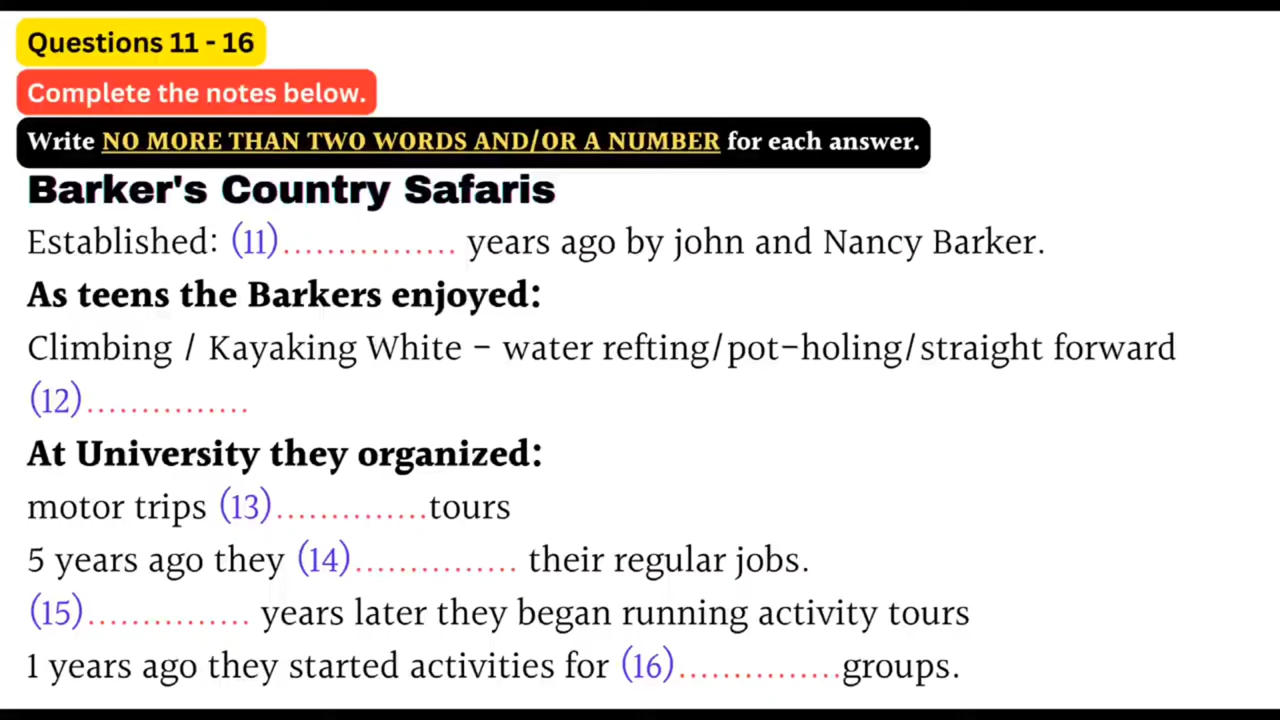 Questions 11 - 16
Complete the notes below.
Write NO MORE THAN TWO WORDS AND/OR A NUMBER for each answer.
Barker's Country Safaris
Established: (11)................ years ago by john and Nancy Barker.
As teens the Barkers enjoyed:
Climbing / Kayaking White - water refting/pot-holing/straight forward
(12)...............
At University they organized:
motor trips (13)..............tours
5 years ago they (14)............... their regular jobs.
(15)............... years later they began running activity tours
1 years ago they started activities for (16)...............groups.